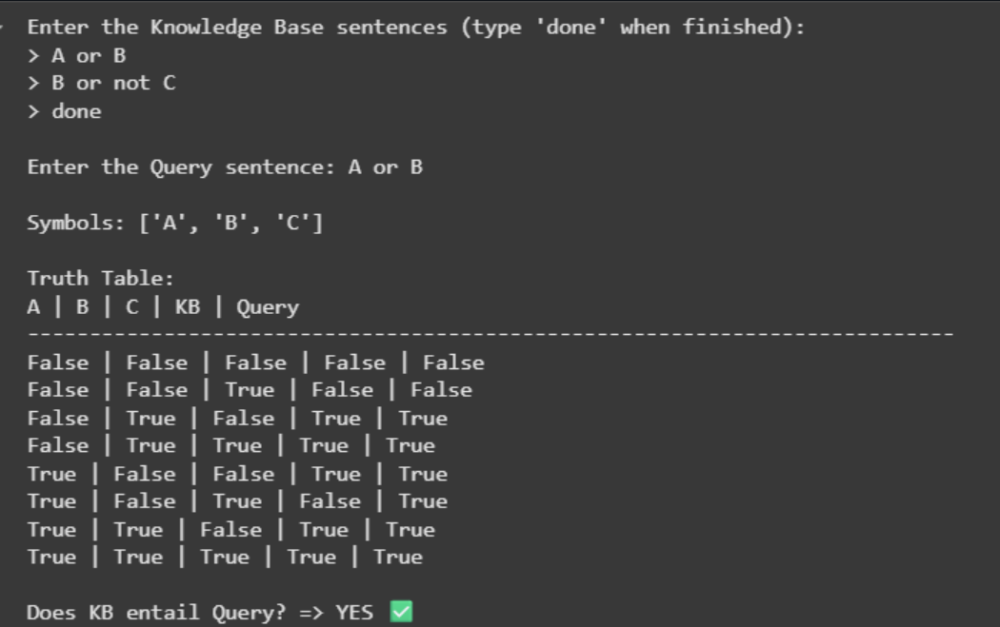 Enter the Knowledge Base sentences (type 'done' when finished):
> A or B
> B or not C
> done
Enter the Query sentence: A or B
Symbols: ['A', 'B', 'C']
Truth Table:
A | B | C | KB | Query
---------------------------------------------------------------------------
False | False | False | False | False
False | False | True | False | False
False | True | False | True | True
False | True | True | True | True
True | False | False | True | True
True | False | True | False | True
True | True | False | True | True
True | True | True | True | True
Does KB entail Query? => YES ✅